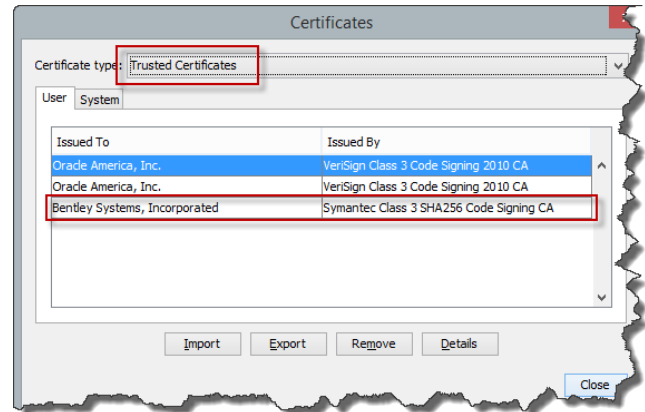 Certificates
Certificate type: Trusted Certificates
User System
Issued To Issued By
Oracle America, Inc. VeriSign Class 3 Code Signing 2010 CA
Oracle America, Inc. VeriSign Class 3 Code Signing 2010 CA
Bentley Systems, Incorporated Symantec Class 3 SHA256 Code Signing CA
Import Export Remove Details
Close